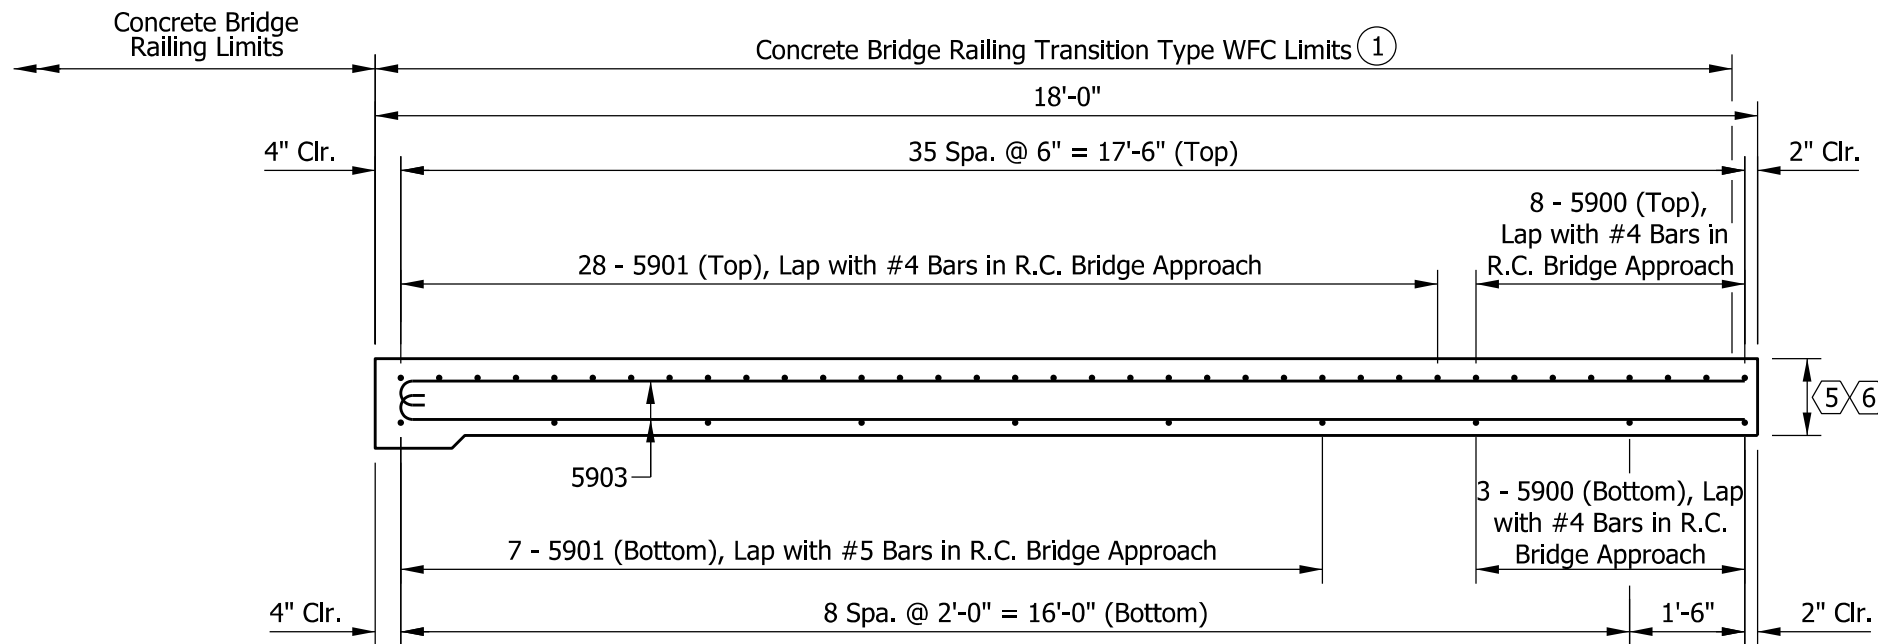 Concrete Bridge
Railing Limits
Concrete Bridge Railing Transition Type WFC Limits 1
18'-0"
4" Clr.
35 Spa. @ 6" = 17'-6" (Top)
2" Clr.
8 - 5900 (Top),
Lap with #4 Bars in
R.C. Bridge Approach
28 - 5901 (Top), Lap with #4 Bars in R.C. Bridge Approach
5 6
5903
3 - 5900 (Bottom), Lap
with #4 Bars in R.C.
Bridge Approach
7 - 5901 (Bottom), Lap with #5 Bars in R.C. Bridge Approach
4" Clr.
8 Spa. @ 2'-0" = 16'-0" (Bottom)
1'-6"
2" Clr.